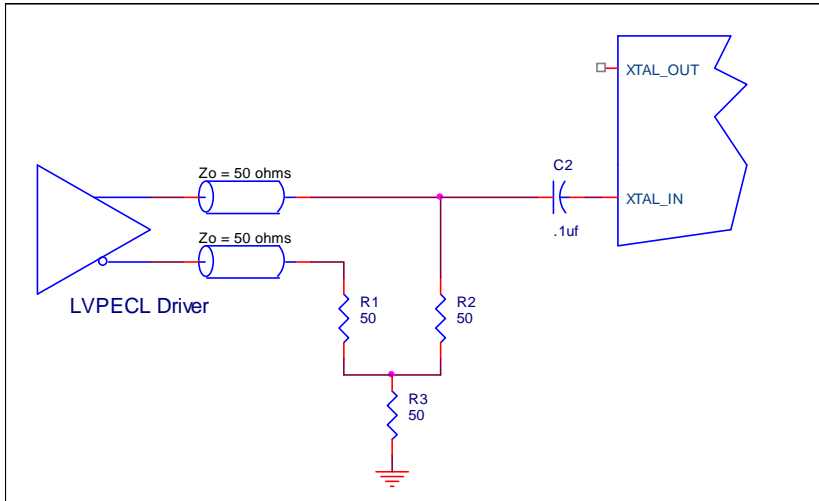 XTAL_OUT
Zo = 50 ohms
C2
XTAL_IN
.1uf
Zo = 50 ohms
LVPECL Driver
R1
50
R2
50
R3
50